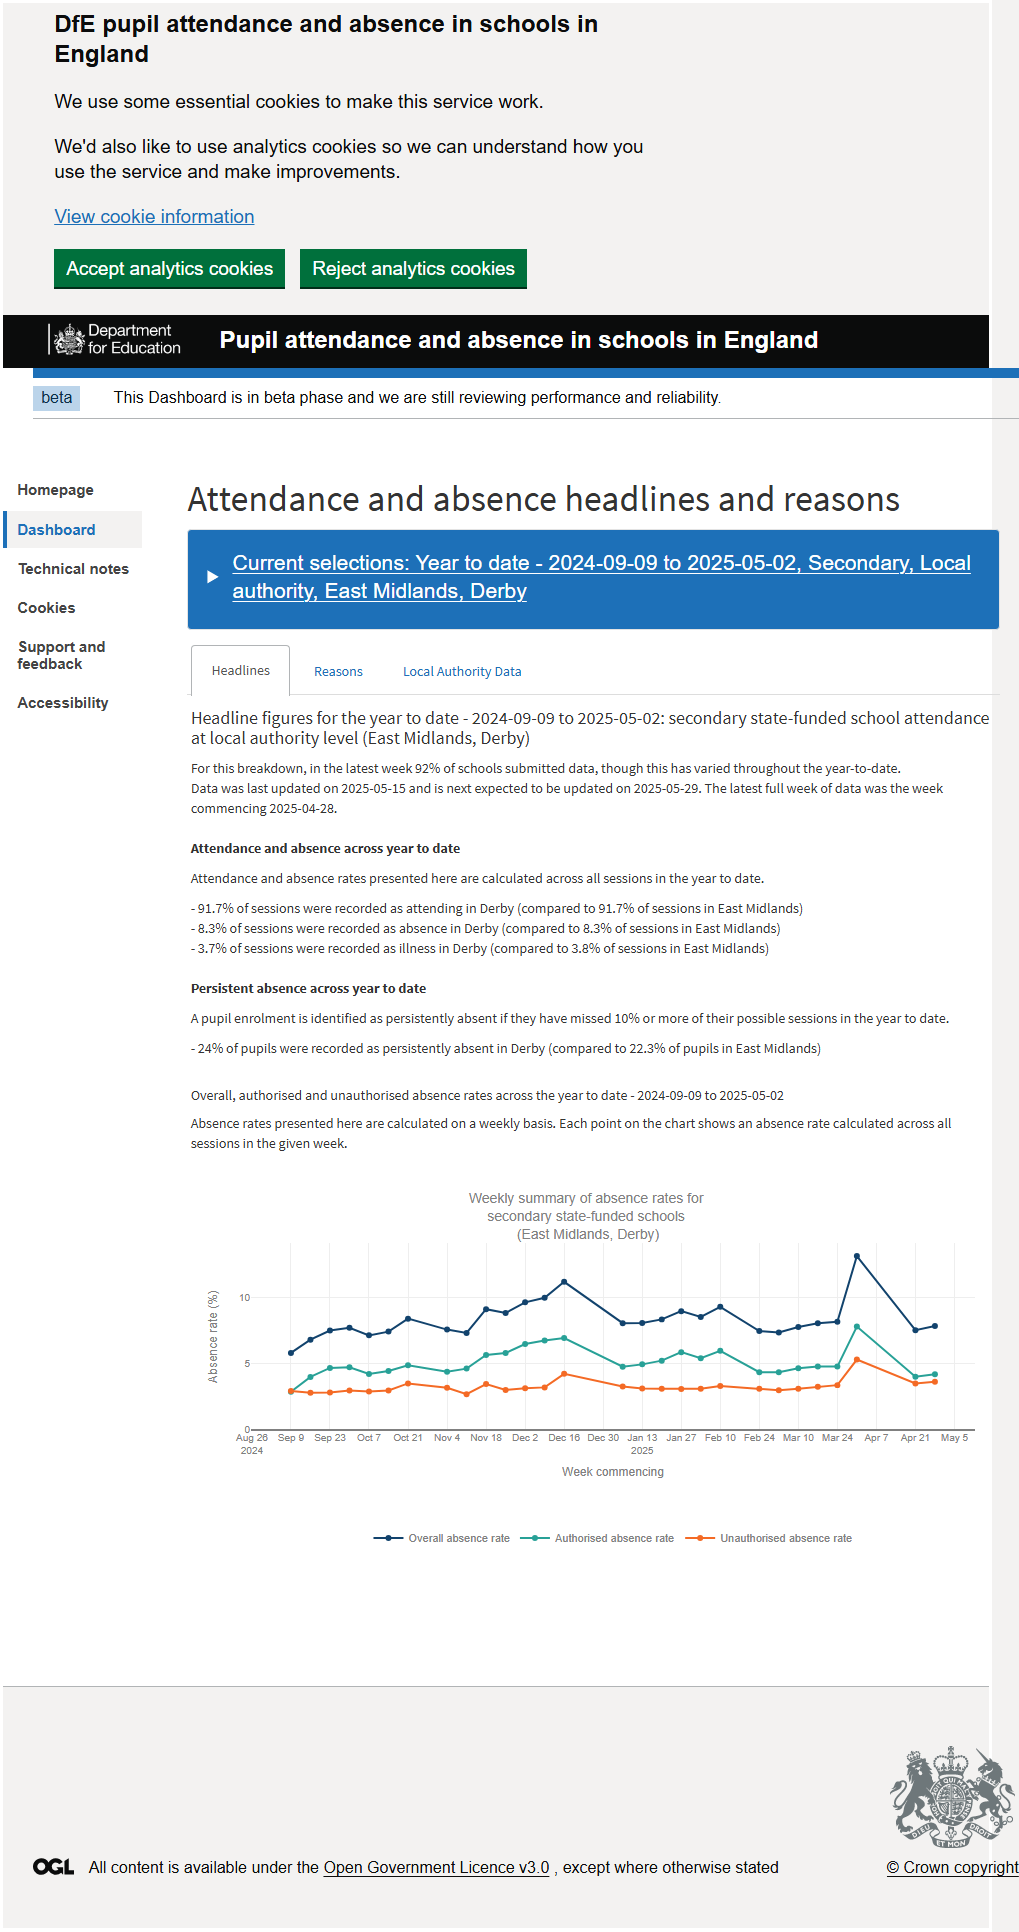 DfE pupil attendance and absence in schools in
England
We use some essential cookies to make this service work.
We'd also like to use analytics cookies so we can understand how you
use the service and make improvements.
View cookie information
Accept analytics cookies
Reject analytics cookies
Department
for Education
Pupil attendance and absence in schools in England
beta
This Dashboard is in beta phase and we are still reviewing performance and reliability.
Homepage
Dashboard
Technical notes
Cookies
Support and
feedback
Accessibility
Attendance and absence headlines and reasons
Current selections: Year to date - 2024-09-09 to 2025-05-02, Secondary, Local
authority, East Midlands, Derby
Headlines
Reasons
Local Authority Data
Headline figures for the year to date - 2024-09-09 to 2025-05-02: secondary state-funded school attendance
at local authority level (East Midlands, Derby)
For this breakdown, in the latest week 92% of schools submitted data, though this has varied throughout the year-to-date.
Data was last updated on 2025-05-15 and is next expected to be updated on 2025-05-29. The latest full week of data was the week
commencing 2025-04-28.
Attendance and absence across year to date
Attendance and absence rates presented here are calculated across all sessions in the year to date.
- 91.7% of sessions were recorded as attending in Derby (compared to 91.7% of sessions in East Midlands)
- 8.3% of sessions were recorded as absence in Derby (compared to 8.3% of sessions in East Midlands)
- 3.7% of sessions were recorded as illness in Derby (compared to 3.8% of sessions in East Midlands)
Persistent absence across year to date
A pupil enrolment is identified as persistently absent if they have missed 10% or more of their possible sessions in the year to date.
- 24% of pupils were recorded as persistently absent in Derby (compared to 22.3% of pupils in East Midlands)
Overall, authorised and unauthorised absence rates across the year to date - 2024-09-09 to 2025-05-02
Absence rates presented here are calculated on a weekly basis. Each point on the chart shows an absence rate calculated across all
sessions in the given week.
Weekly summary of absence rates for
secondary state-funded schools
(East Midlands, Derby)
Absence rate (%)
10
5
0
Aug 26 Sep 9 Sep 23 Oct 7 Oct 21 Nov 4 Nov 18 Dec 2 Dec 16 Dec 30 Jan 13 Jan 27 Feb 10 Feb 24 Mar 10 Mar 24 Apr 7 Apr 21 May 5
2024 2025
Week commencing
Overall absence rate
Authorised absence rate
Unauthorised absence rate
DIEU ET MON DROIT
OGL
All content is available under the Open Government Licence v3.0 , except where otherwise stated
© Crown copyright